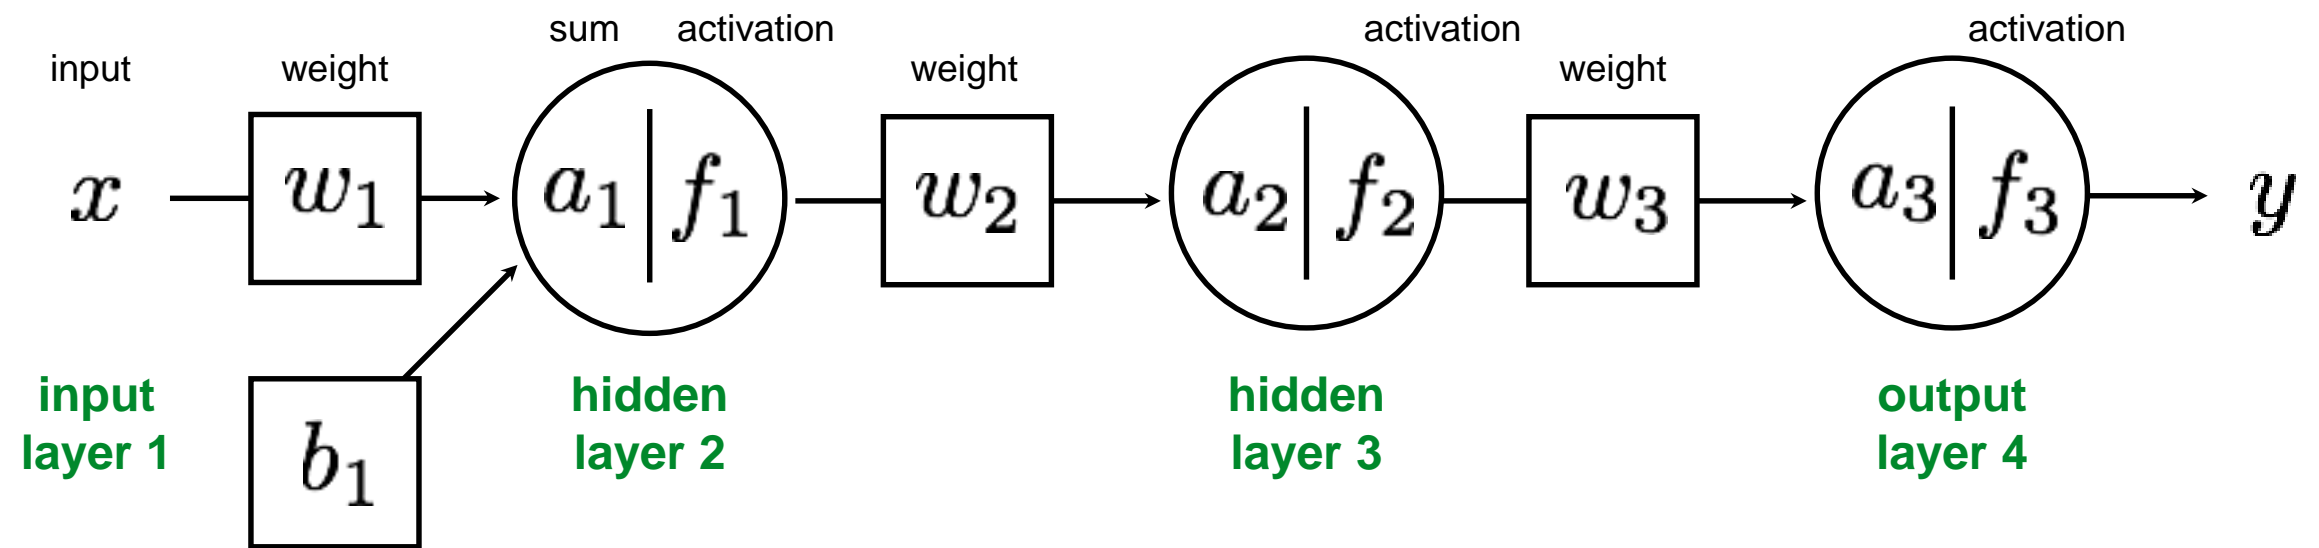 sum activation activation activation
input weight weight weight
x w₁ a₁ | f₁ w₂ a₂ | f₂ w₃ a₃ | f₃ y
input hidden hidden output
layer 1 layer 2 layer 3 layer 4
b₁